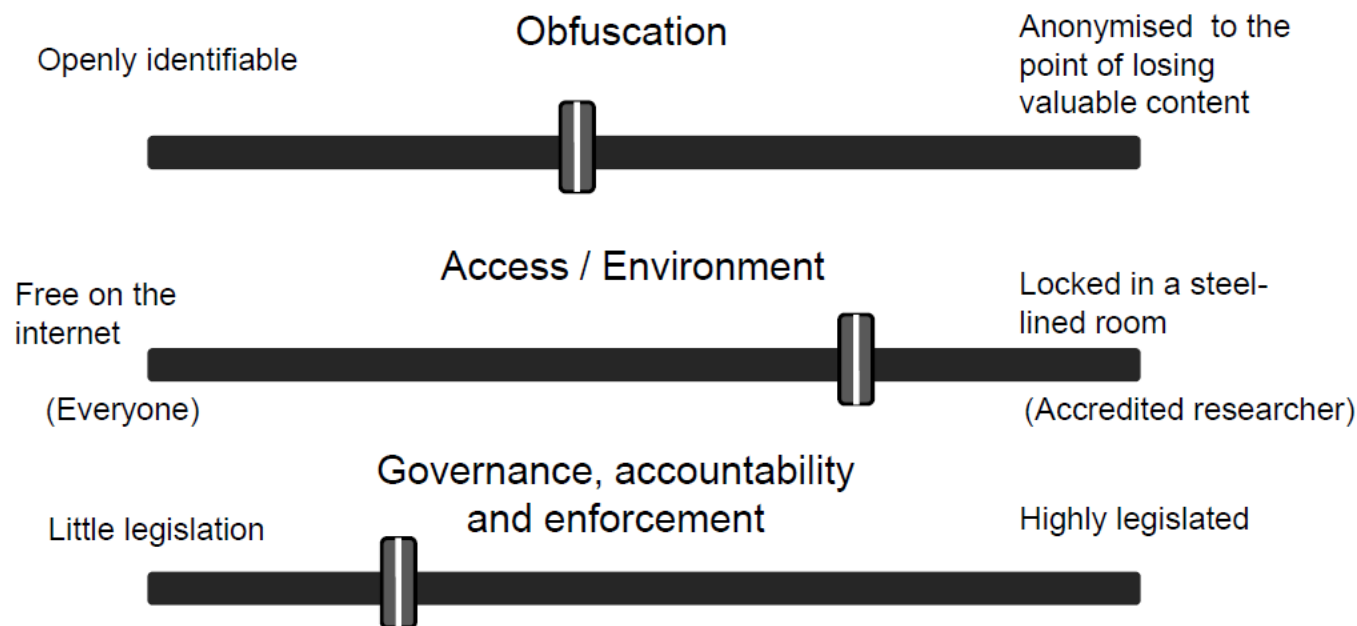 Obfuscation
Openly identifiable
Anonymised  to the
point of losing
valuable content
Access / Environment
Free on the
internet
Locked in a steel-
lined room
(Everyone)
(Accredited researcher)
Governance, accountability
and enforcement
Little legislation
Highly legislated